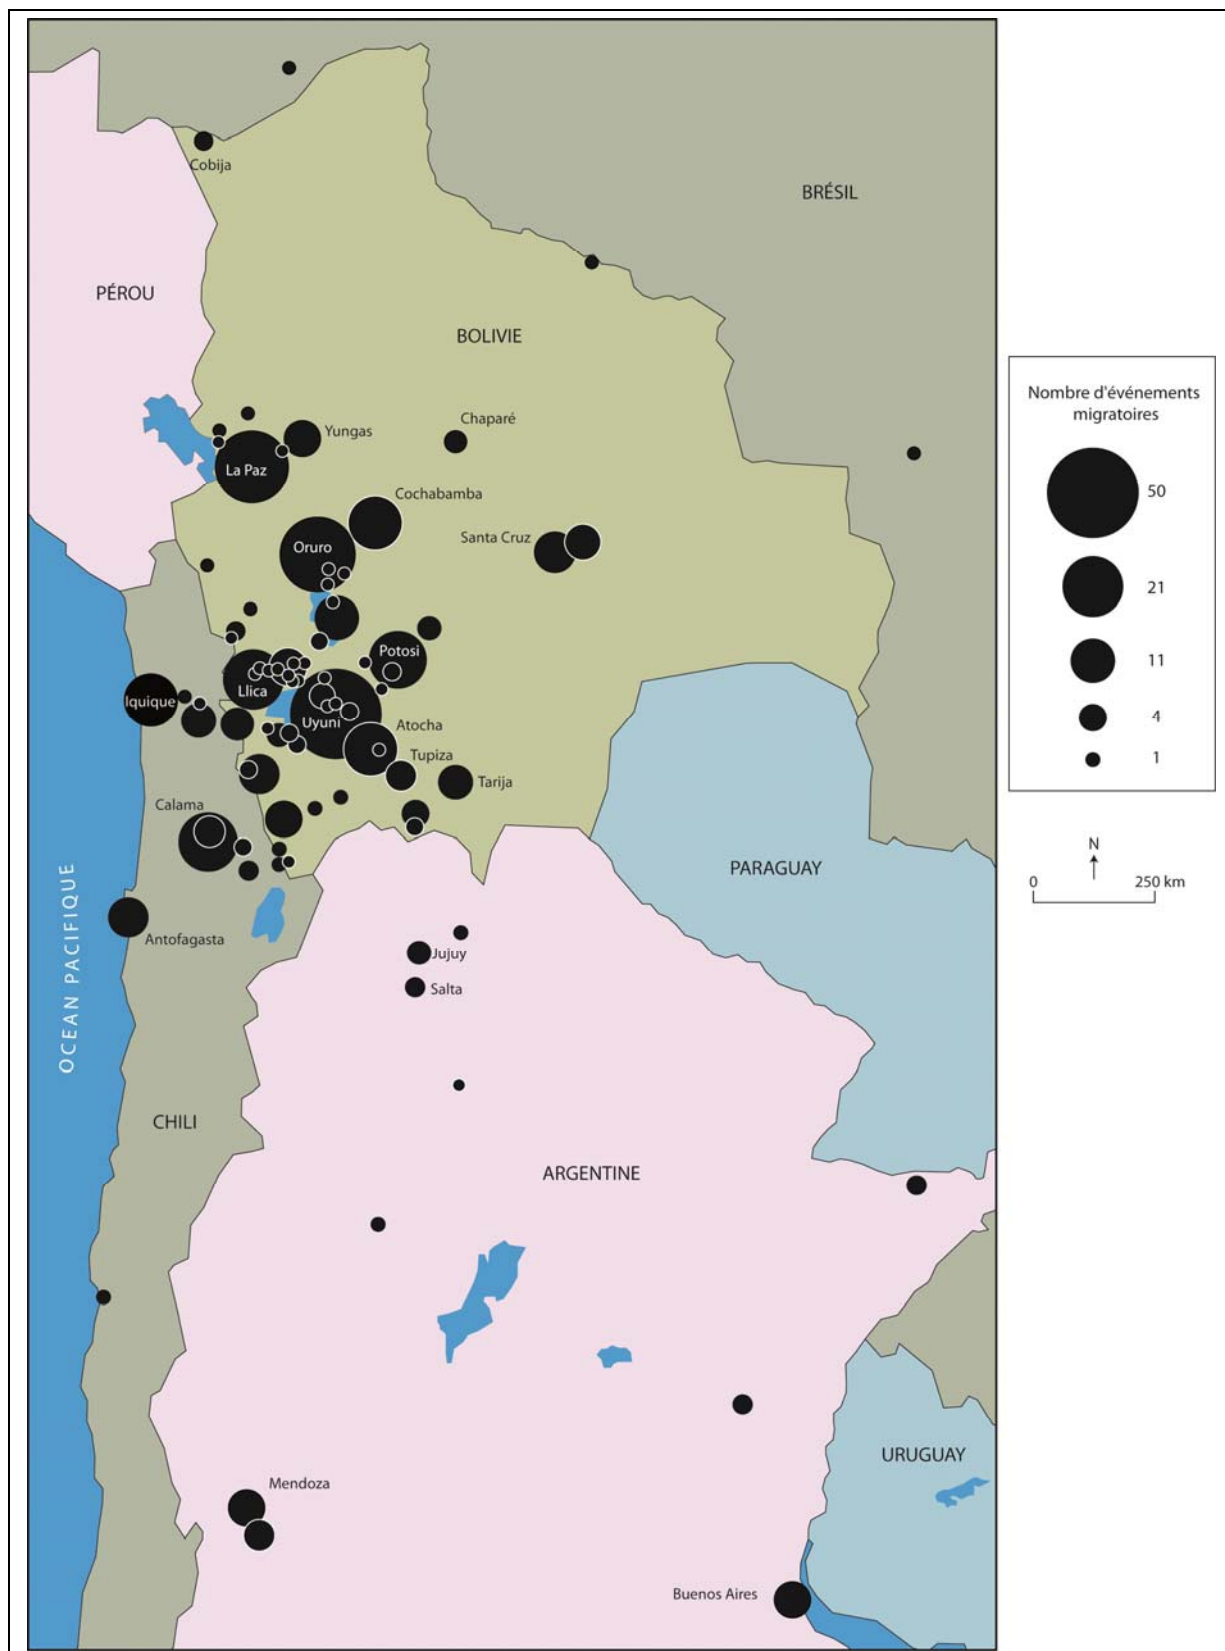 Cobija
BRÉSIL
PÉROU
BOLIVIE
Chaparé
Yungas
La Paz
Cochabamba
Santa Cruz
Oruro
Potosi
Llica
Iquique
Uyuni
Atocha
Tupiza
Tarija
Calama
PARAGUAY
Antofagasta
Jujuy
Salta
OCEAN PACIFIQUE
CHILI
ARGENTINE
URUGUAY
Mendoza
Buenos Aires
Nombre d'événements
migratoires
50
21
11
4
1
N
0 250 km